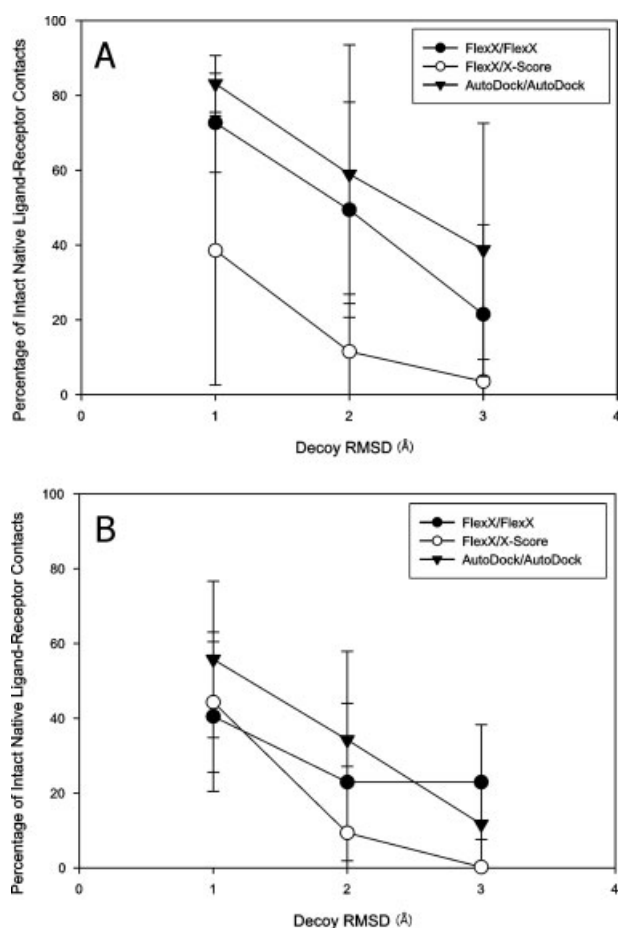 A
FlexX/FlexX
FlexX/X-Score
AutoDock/AutoDock
Percentage of Intact Native Ligand-Receptor Contacts
100
80
60
40
20
0
0 1 2 3 4
Decoy RMSD (Å)
B
FlexX/FlexX
FlexX/X-Score
AutoDock/AutoDock
Percentage of Intact Native Ligand-Receptor Contacts
100
80
60
40
20
0
0 1 2 3 4
Decoy RMSD (Å)